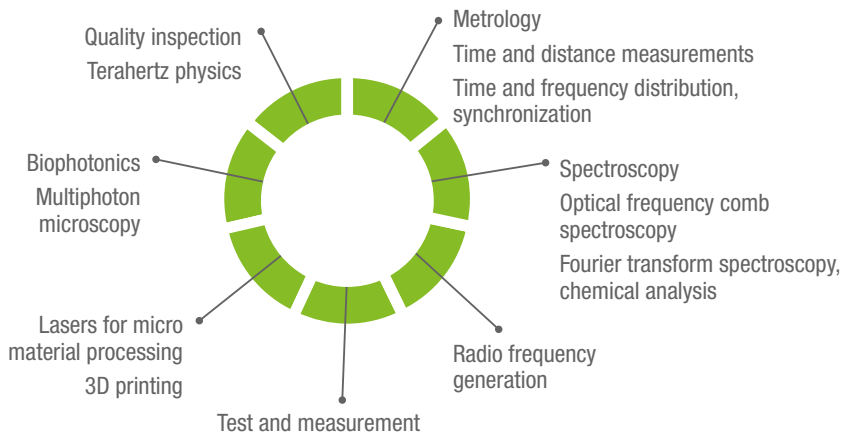 Quality inspection
Terahertz physics
Metrology
Time and distance measurements
Time and frequency distribution,
synchronization
Spectroscopy
Optical frequency comb
spectroscopy
Fourier transform spectroscopy,
chemical analysis
Radio frequency
generation
Test and measurement
Lasers for micro
material processing
3D printing
Biophotonics
Multiphoton
microscopy